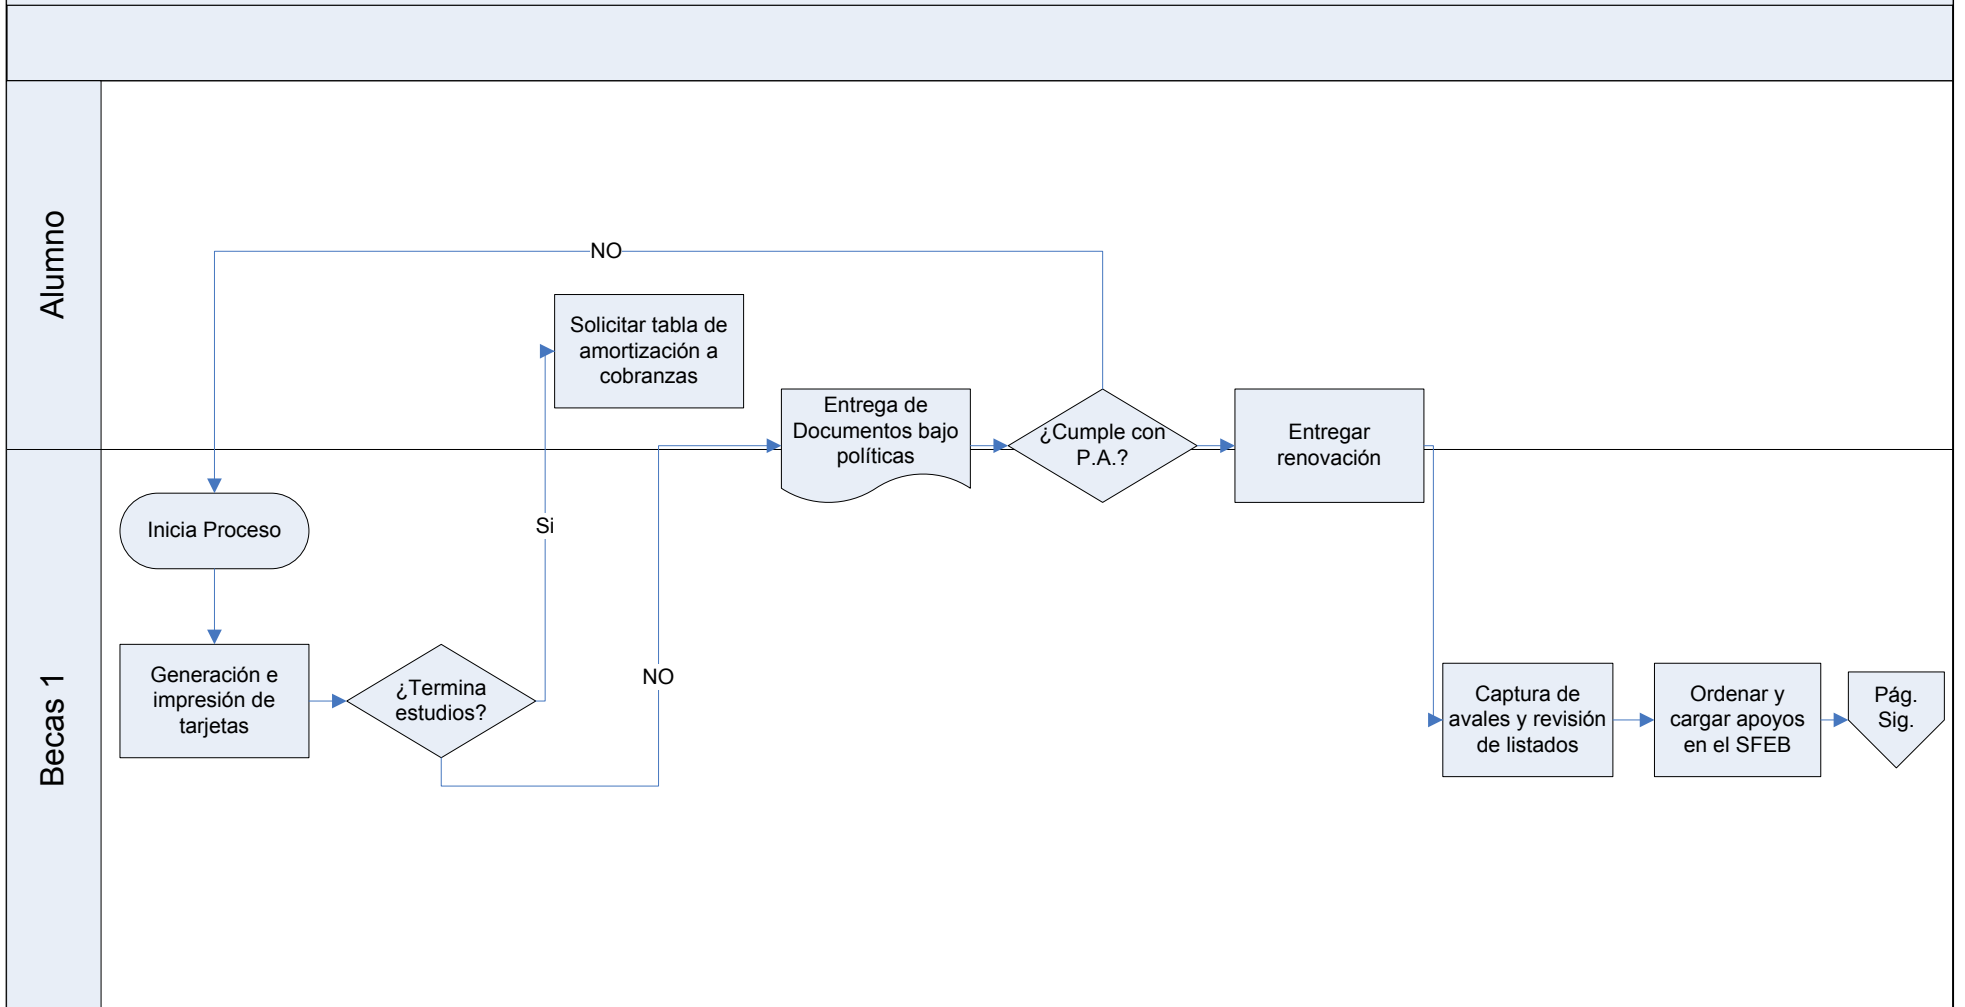 Alumno
NO
Solicitar tabla de
amortización a
cobranzas
Entrega de
Documentos bajo
políticas
¿Cumple con
P.A.?
Entregar
renovación
Becas 1
Inicia Proceso
Si
Generación e
impresión de
tarjetas
¿Termina
estudios?
NO
Captura de
avales y revisión
de listados
Ordenar y
cargar apoyos
en el SFEB
Pág.
Sig.